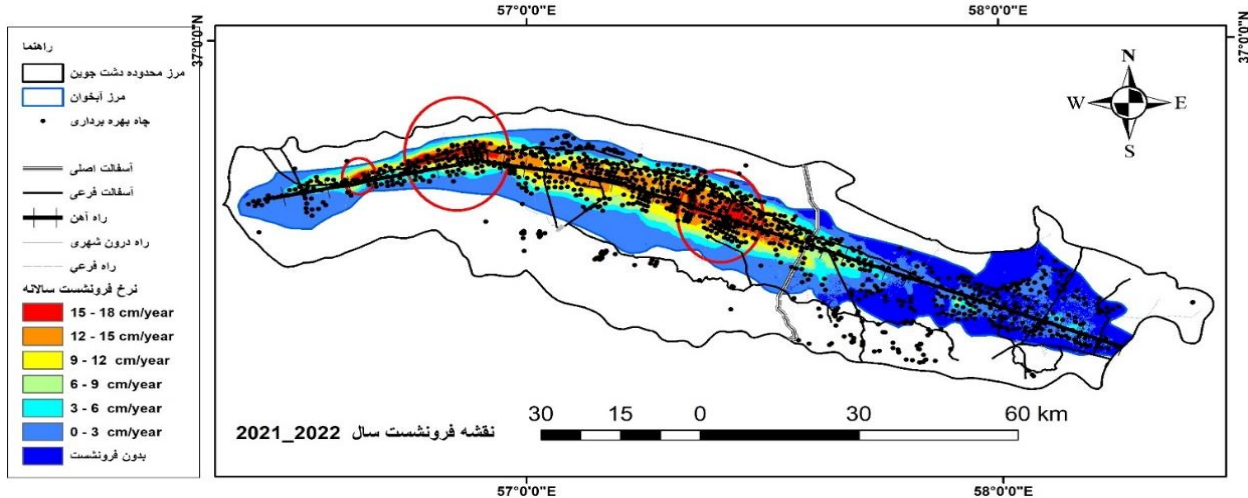 57°0'0"E
58°0'0"E
37°0'0"N
37°0'0"N
راهنما
مرز محدوده دشت جوین
مرز آبخوان
چاه بهره برداری
آسفالت اصلی
آسفالت فرعی
راه آهن
راه درون شهری
راه فرعی
نرخ فرونشست سالانه
15 - 18 cm/year
12 - 15 cm/year
9 - 12 cm/year
6 - 9 cm/year
3 - 6 cm/year
0 - 3 cm/year
بدون فرونشست
N
W
E
S
نقشه فرونشست سال 2021_2022
30 15 0 30 60 km
57°0'0"E
58°0'0"E